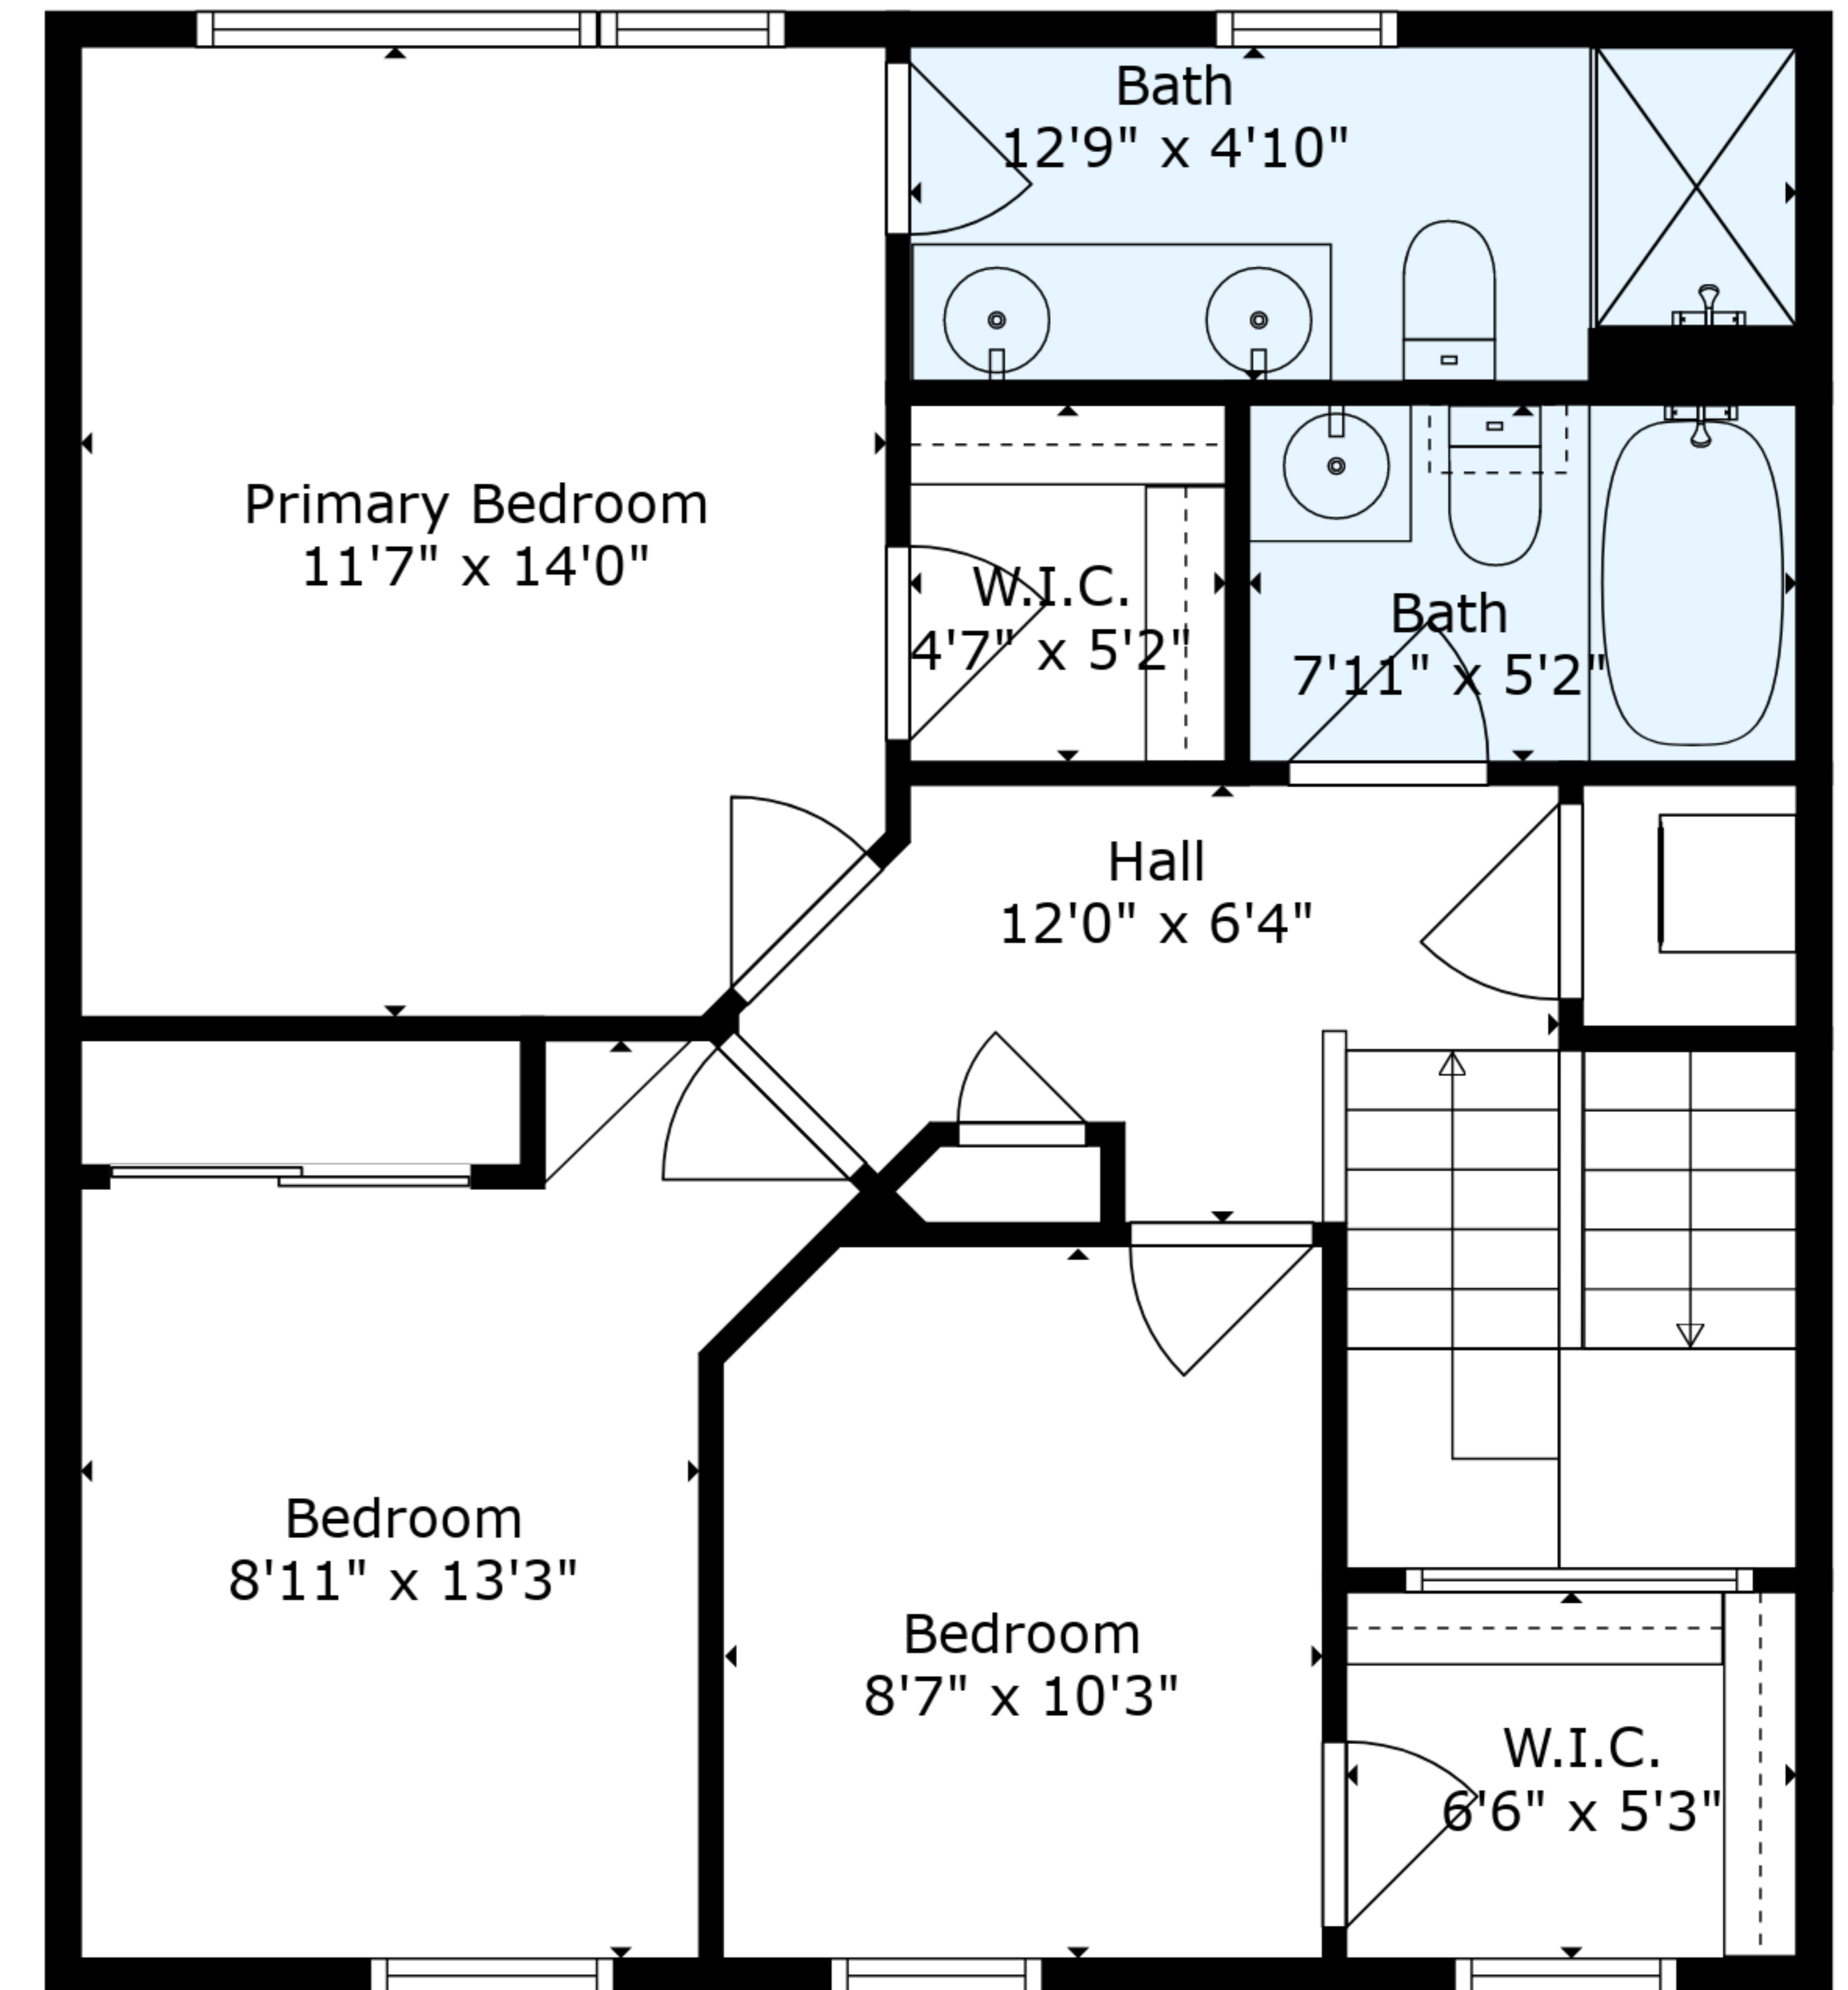 Bath
12'9" x 4'10"
Primary Bedroom
11'7" x 14'0"
W.I.C.
4'7" x 5'2"
Bath
7'11" x 5'2"
Hall
12'0" x 6'4"
Bedroom
8'11" x 13'3"
Bedroom
8'7" x 10'3"
W.I.C.
6'6" x 5'3"